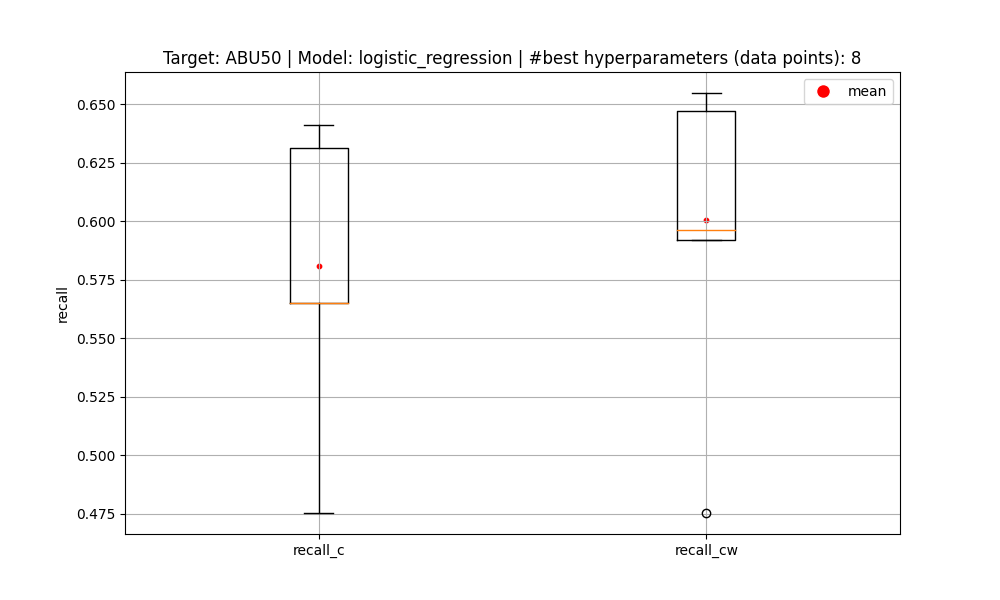 Target: ABU50 | Model: logistic_regression | #best hyperparameters (data points): 8
mean
0.650
0.625
0.600
0.575
0.550
0.525
0.500
0.475
recall
recall_c
recall_cw